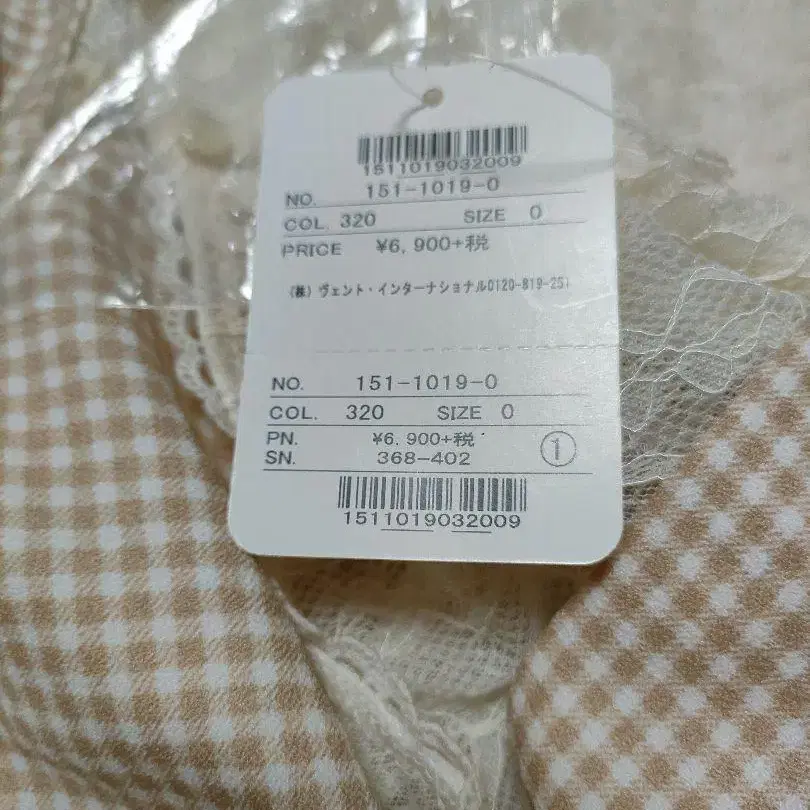 1511019032009
NO. 151-1019-0
COL. 320 SIZE 0
PRICE ¥6,900+税
(株) ヴェント・インターナショナル0120-819-251
NO. 151-1019-0
COL. 320 SIZE 0
PN. ¥6,900+税
SN. 368-402 ①
1511019032009